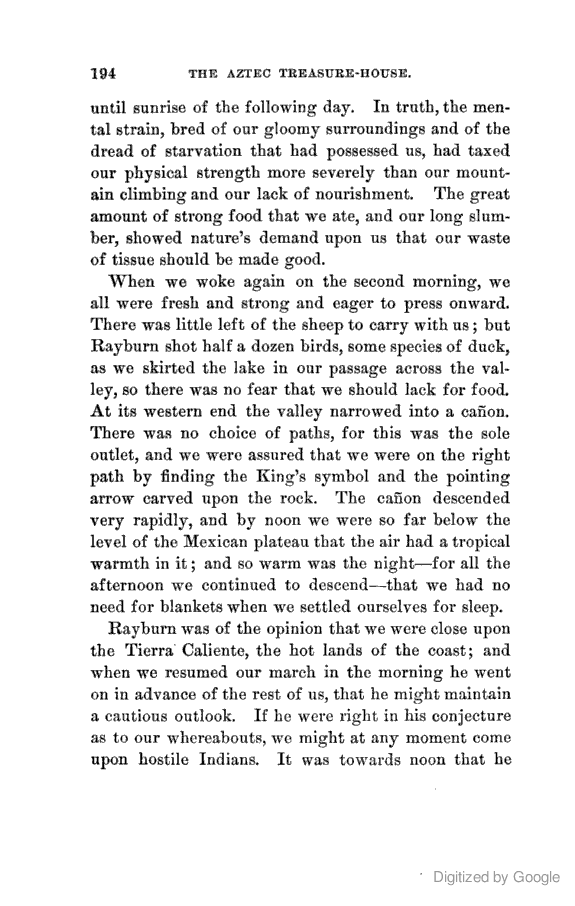 194 THE AZTEC TREASURE-HOUSE.
until sunrise of the following day. In truth, the men-
tal strain, bred of our gloomy surroundings and of the
dread of starvation that had possessed us, had taxed
our physical strength more severely than our mount-
ain climbing and our lack of nourishment. The great
amount of strong food that we ate, and our long slum-
ber, showed nature's demand upon us that our waste
of tissue should be made good.
When we woke again on the second morning, we
all were fresh and strong and eager to press onward.
There was little left of the sheep to carry with us; but
Rayburn shot half a dozen birds, some species of duck,
as we skirted the lake in our passage across the val-
ley, so there was no fear that we should lack for food.
At its western end the valley narrowed into a cañon.
There was no choice of paths, for this was the sole
outlet, and we were assured that we were on the right
path by finding the King's symbol and the pointing
arrow carved upon the rock. The cañon descended
very rapidly, and by noon we were so far below the
level of the Mexican plateau that the air had a tropical
warmth in it; and so warm was the night—for all the
afternoon we continued to descend—that we had no
need for blankets when we settled ourselves for sleep.
Rayburn was of the opinion that we were close upon
the Tierra Caliente, the hot lands of the coast; and
when we resumed our march in the morning he went
on in advance of the rest of us, that he might maintain
a cautious outlook. If he were right in his conjecture
as to our whereabouts, we might at any moment come
upon hostile Indians. It was towards noon that he
Digitized by Google